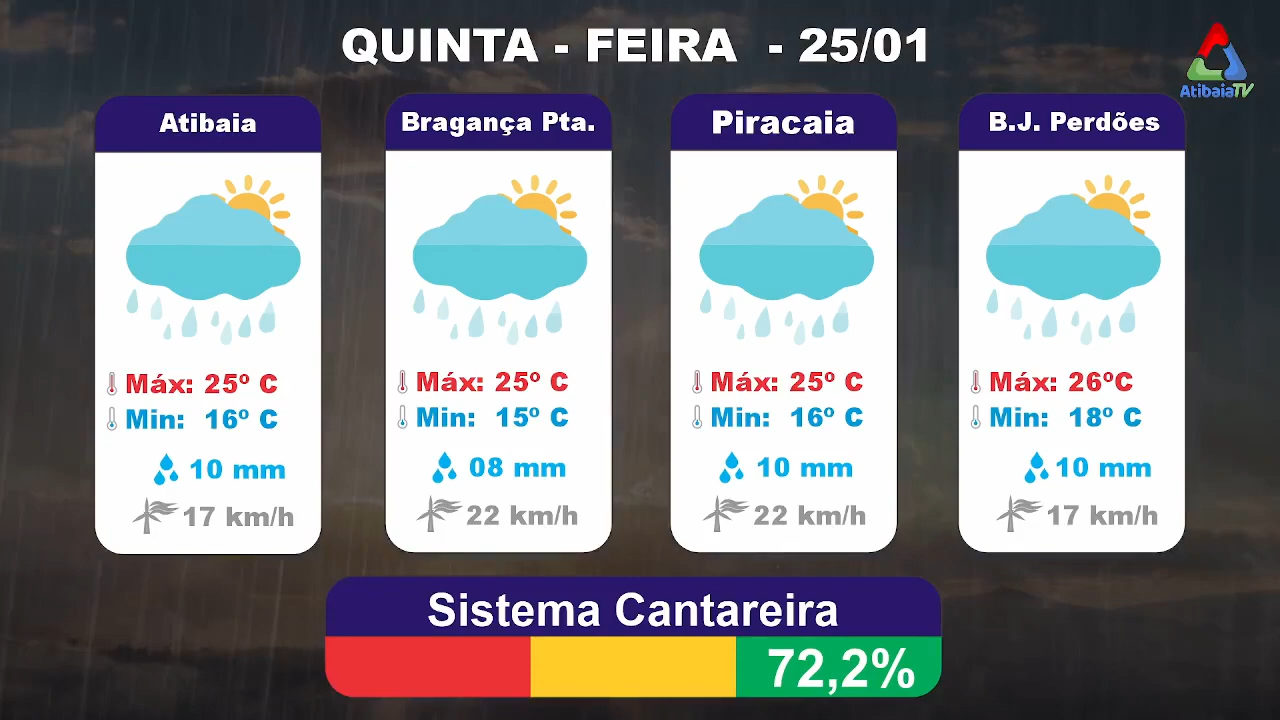 QUINTA - FEIRA - 25/01
AtibaiaTV
Atibaia
Máx: 25º C
Min: 16º C
10 mm
17 km/h
Bragança Pta.
Máx: 25º C
Min: 15º C
08 mm
22 km/h
Piracaia
Máx: 25º C
Min: 16º C
10 mm
22 km/h
B.J. Perdões
Máx: 26ºC
Min: 18º C
10 mm
17 km/h
Sistema Cantareira
72,2%